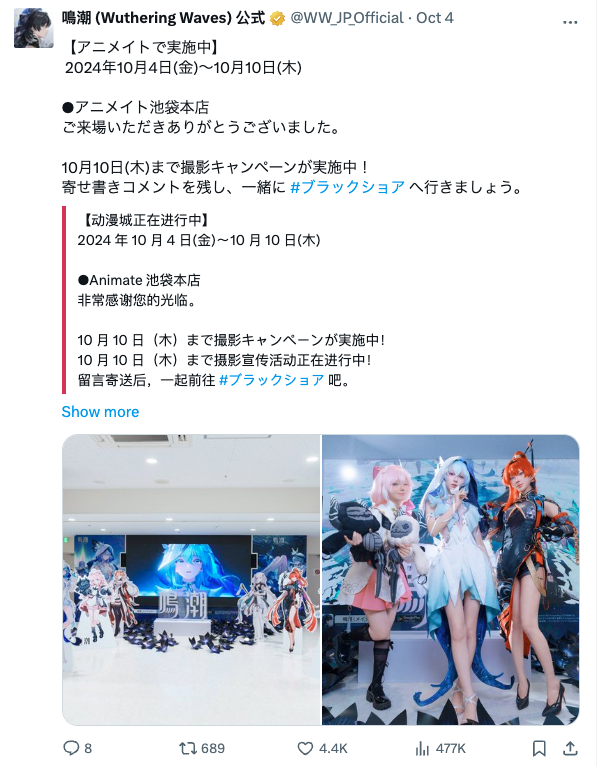 鳴潮 (Wuthering Waves) 公式 @WW_JP_Official · Oct 4
【アニメイトで実施中】
2024年10月4日(金)〜10月10日(木)
●アニメイト池袋本店
ご来場いただきありがとうございました。
10月10日(木)まで撮影キャンペーンが実施中！
寄せ書きコメントを残し、一緒に #ブラックショア へ行きましょう。
【动漫城正在进行中】
2024 年 10 月 4 日(金)〜10 月 10 日(木)
●Animate 池袋本店
非常感谢您的光临。
10 月 10 日（木）まで撮影キャンペーンが実施中！
10 月 10 日（木）まで撮影宣传活动正在进行中！
留言寄送后，一起前往 #ブラックショア 吧。
Show more
鳴潮
鳴潮
鳴潮
8 689 4.4K 477K